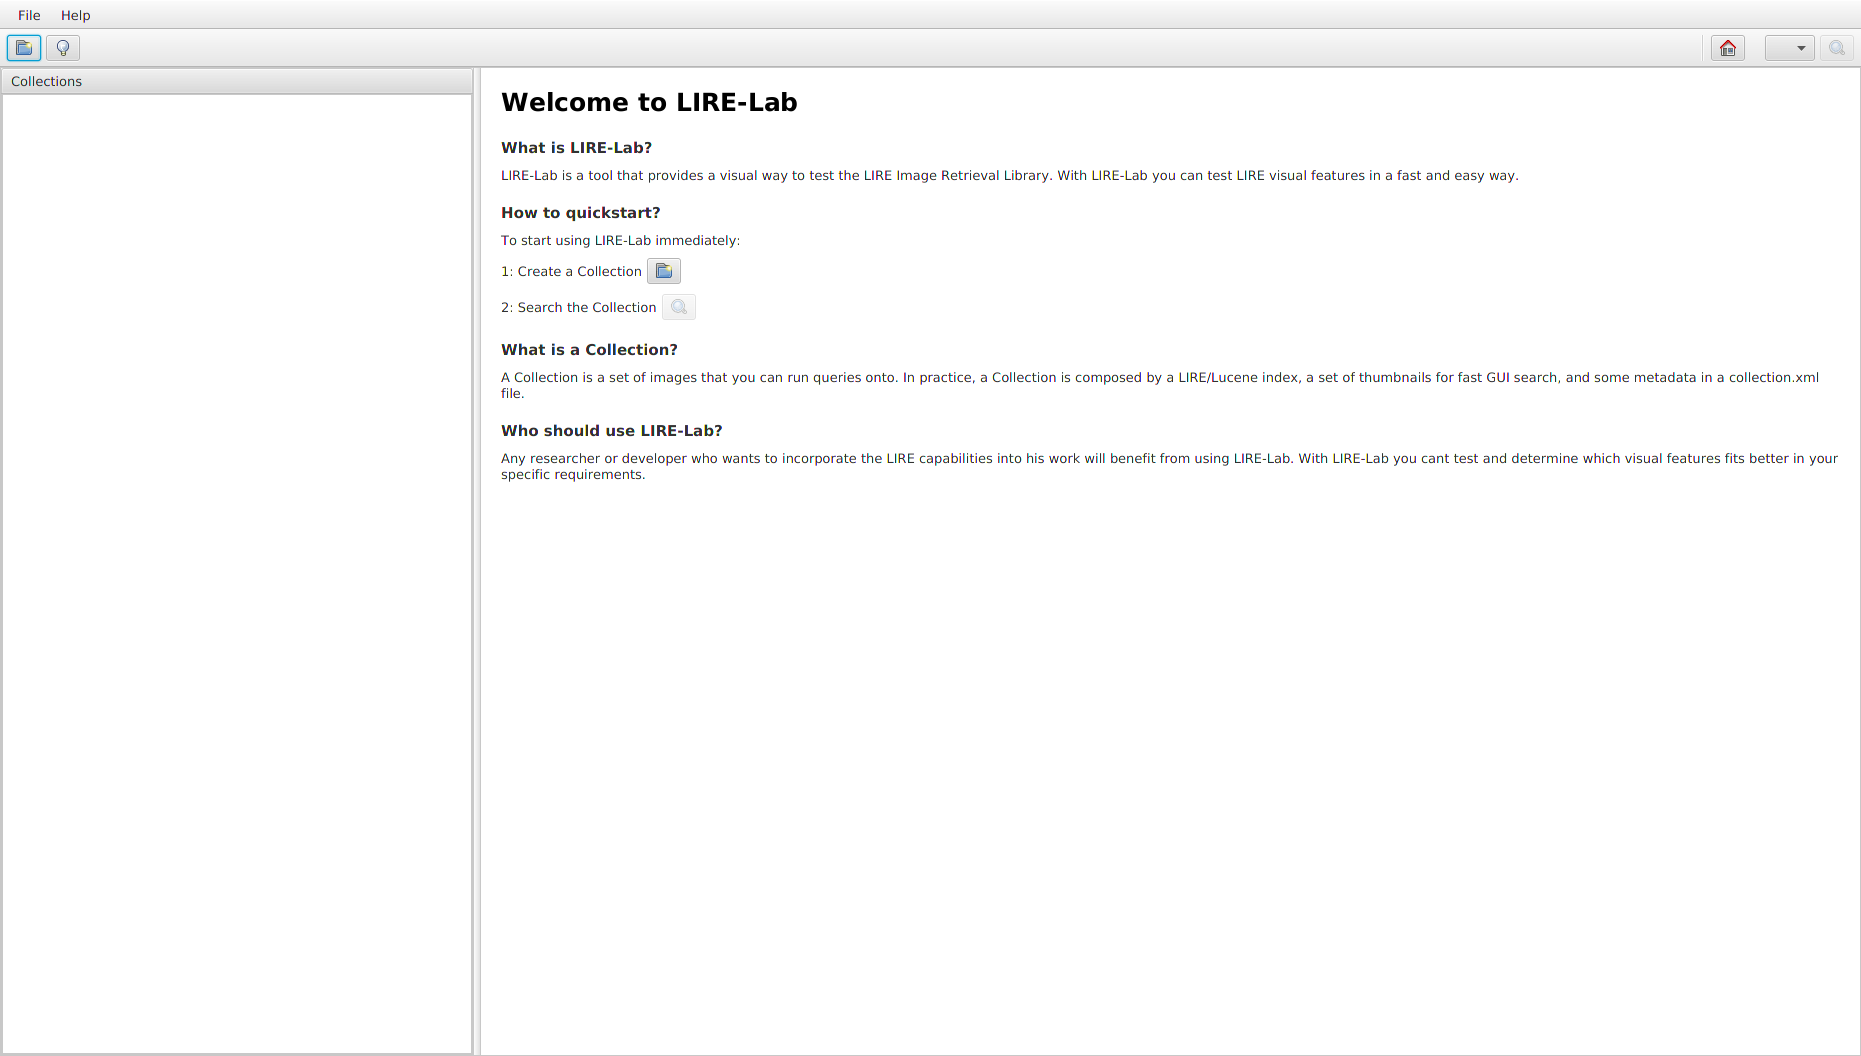 File Help
Collections
Welcome to LIRE-Lab
What is LIRE-Lab?
LIRE-Lab is a tool that provides a visual way to test the LIRE Image Retrieval Library. With LIRE-Lab you can test LIRE visual features in a fast and easy way.
How to quickstart?
To start using LIRE-Lab immediately:
1: Create a Collection
2: Search the Collection
What is a Collection?
A Collection is a set of images that you can run queries onto. In practice, a Collection is composed by a LIRE/Lucene index, a set of thumbnails for fast GUI search, and some metadata in a collection.xml
file.
Who should use LIRE-Lab?
Any researcher or developer who wants to incorporate the LIRE capabilities into his work will benefit from using LIRE-Lab. With LIRE-Lab you cant test and determine which visual features fits better in your
specific requirements.